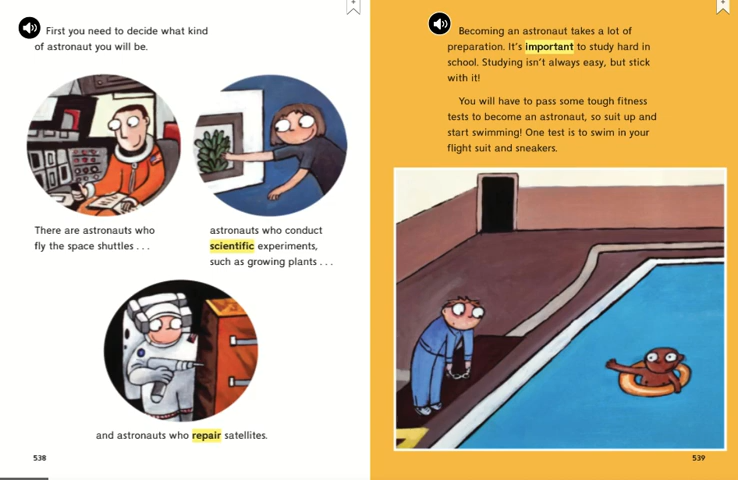 First you need to decide what kind
of astronaut you will be.
There are astronauts who
fly the space shuttles . . .
astronauts who conduct
scientific experiments,
such as growing plants . . .
and astronauts who repair satellites.
538
Becoming an astronaut takes a lot of
preparation. It’s important to study hard in
school. Studying isn’t always easy, but stick
with it!
You will have to pass some tough fitness
tests to become an astronaut, so suit up and
start swimming! One test is to swim in your
flight suit and sneakers.
539